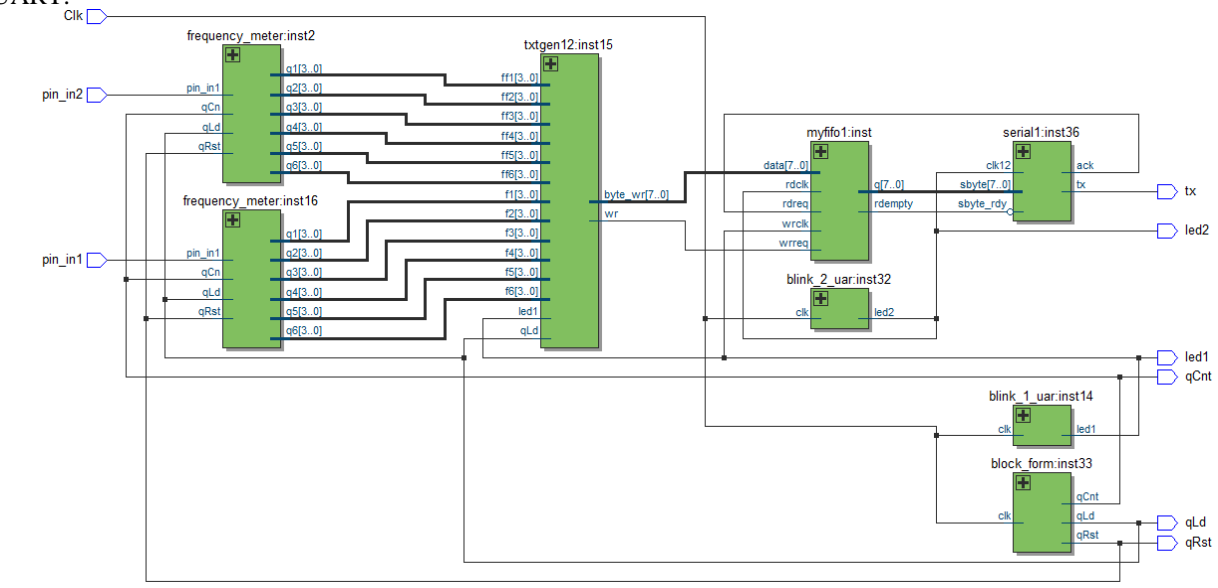 UART.
Clk
frequency_meter:inst2
pin_in2
pin_in1
qCn
qLd
qRst
q1[3..0]
q2[3..0]
q3[3..0]
q4[3..0]
q5[3..0]
q6[3..0]
frequency_meter:inst16
pin_in1
pin_in1
qCn
qLd
qRst
q1[3..0]
q2[3..0]
q3[3..0]
q4[3..0]
q5[3..0]
q6[3..0]
txtgen12:inst15
ff1[3..0]
ff2[3..0]
ff3[3..0]
ff4[3..0]
ff5[3..0]
ff6[3..0]
f1[3..0]
f2[3..0]
f3[3..0]
f4[3..0]
f5[3..0]
f6[3..0]
led1
qLd
byte_wr[7..0]
wr
myfifo1:inst
data[7..0]
rdclk
rdreq
wrclk
wrreq
q[7..0]
rdempty
serial1:inst36
clk12
sbyte[7..0]
sbyte_rdy
ack
tx
tx
led2
blink_2_uar:inst32
clk
led2
led1
qCnt
blink_1_uar:inst14
clk
led1
block_form:inst33
clk
qCnt
qLd
qRst
qLd
qRst